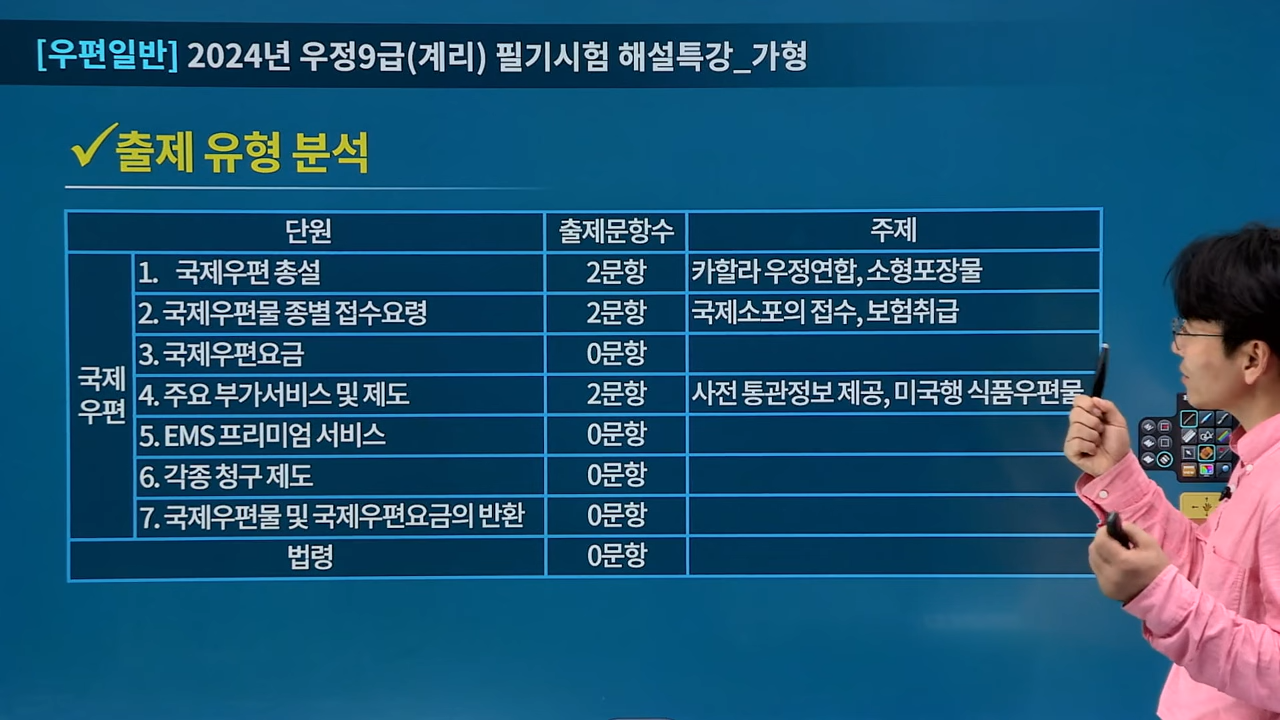 [우편일반] 2024년 우정9급(계리) 필기시험 해설특강_가형
✓출제 유형 분석
단원 출제문항수 주제
국제우편
1. 국제우편 총설 2문항 카할라 우정연합, 소형포장물
2. 국제우편물 종별 접수요령 2문항 국제소포의 접수, 보험취급
3. 국제우편요금 0문항
4. 주요 부가서비스 및 제도 2문항 사전 통관정보 제공, 미국행 식품우편물
5. EMS 프리미엄 서비스 0문항
6. 각종 청구 제도 0문항
7. 국제우편물 및 국제우편요금의 반환 0문항
법령 0문항